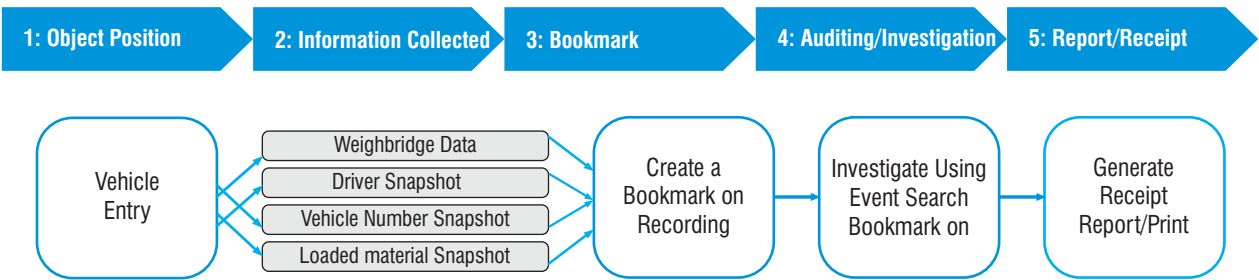 1: Object Position
2: Information Collected
3: Bookmark
4: Auditing/Investigation
5: Report/Receipt
Vehicle
Entry
Weighbridge Data
Driver Snapshot
Vehicle Number Snapshot
Loaded material Snapshot
Create a
Bookmark on
Recording
Investigate Using
Event Search
Bookmark on
Generate
Receipt
Report/Print